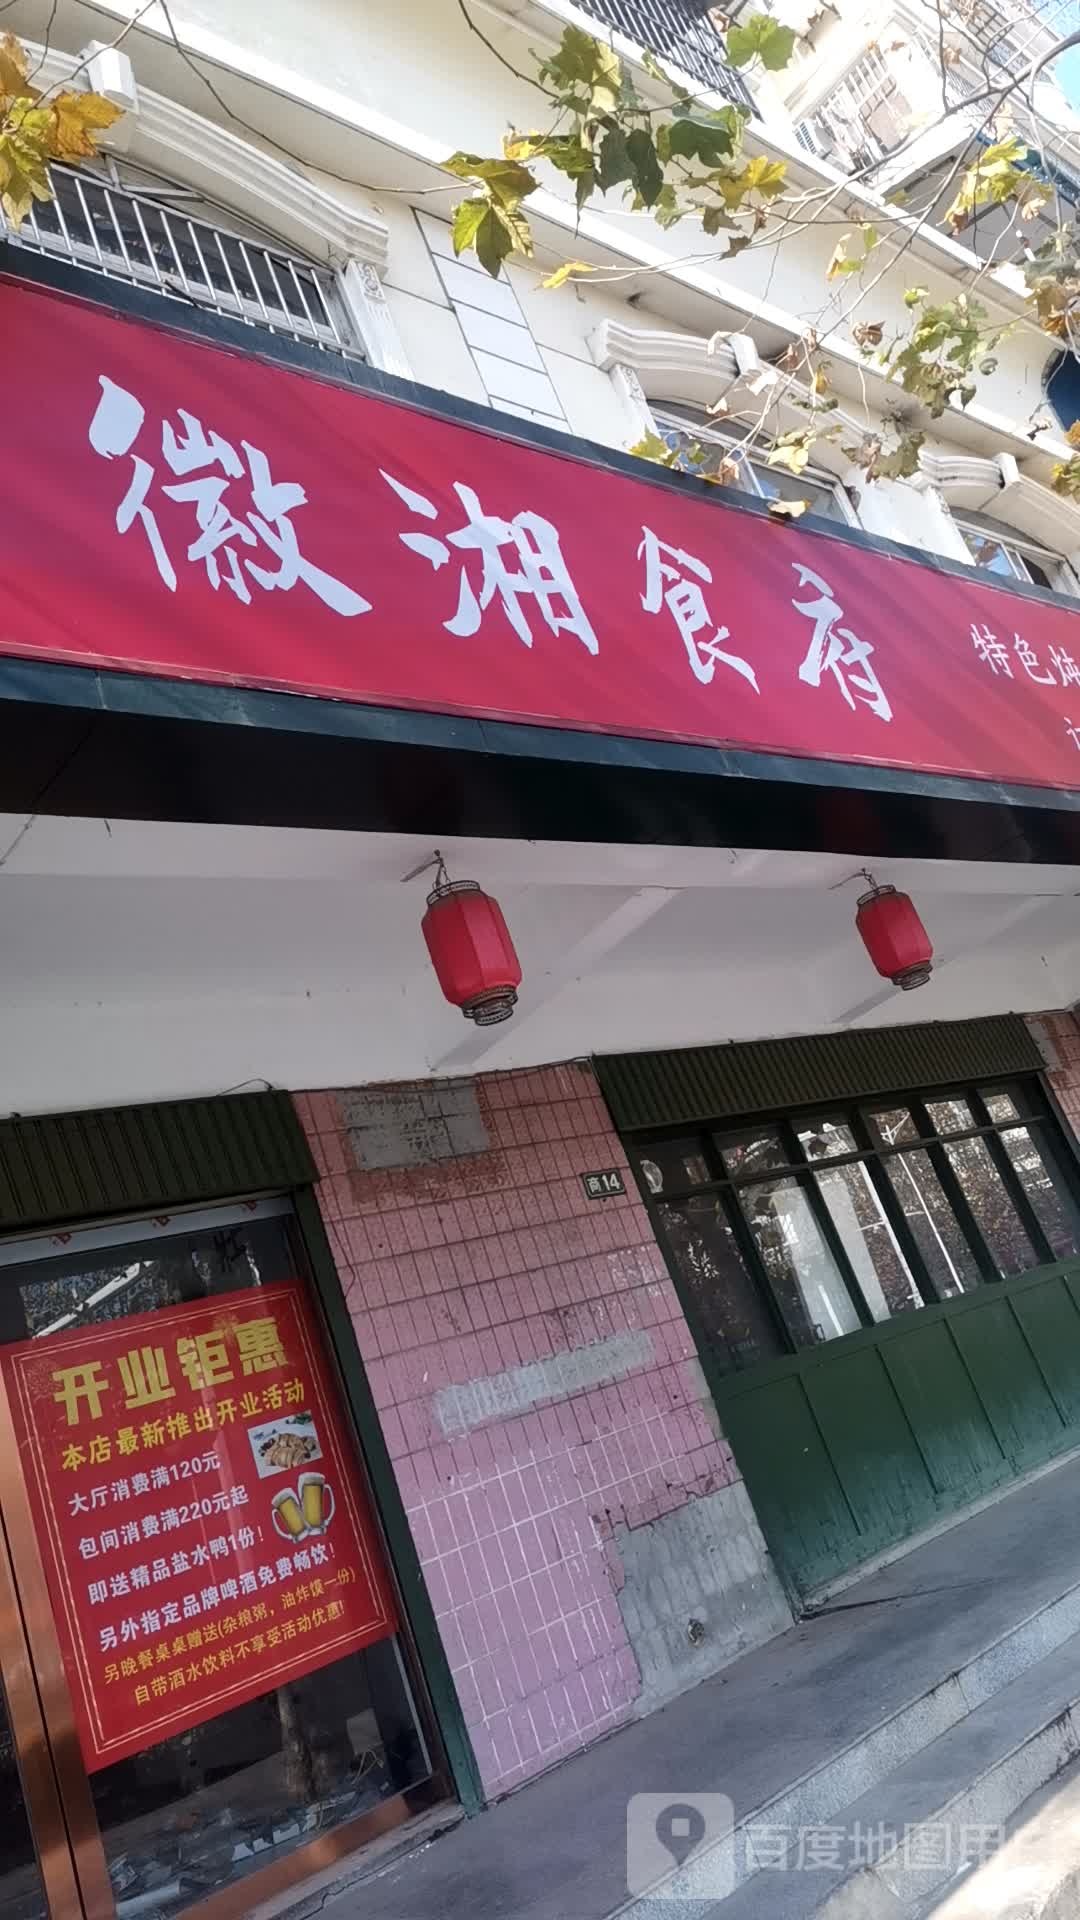 徽湘食府
特色炖
商14
开业钜惠
本店最新推出开业活动
大厅消费满120元
包间消费满220元起
即送精品盐水鸭1份！
另外指定品牌啤酒免费畅饮！
另晚餐桌桌赠送(杂粮粥，油炸馍一份)
自带酒水饮料不享受活动优惠！
百度地图用